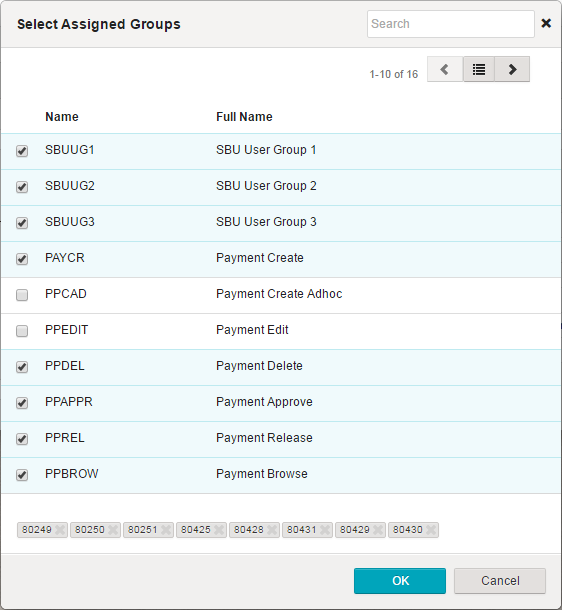 Select Assigned Groups Search
1-10 of 16
Name Full Name
SBUUG1 SBU User Group 1
SBUUG2 SBU User Group 2
SBUUG3 SBU User Group 3
PAYCR Payment Create
PPCAD Payment Create Adhoc
PPEDIT Payment Edit
PPDEL Payment Delete
PPAPPR Payment Approve
PPREL Payment Release
PPBROW Payment Browse
80249 80250 80251 80425 80428 80431 80429 80430
OK Cancel